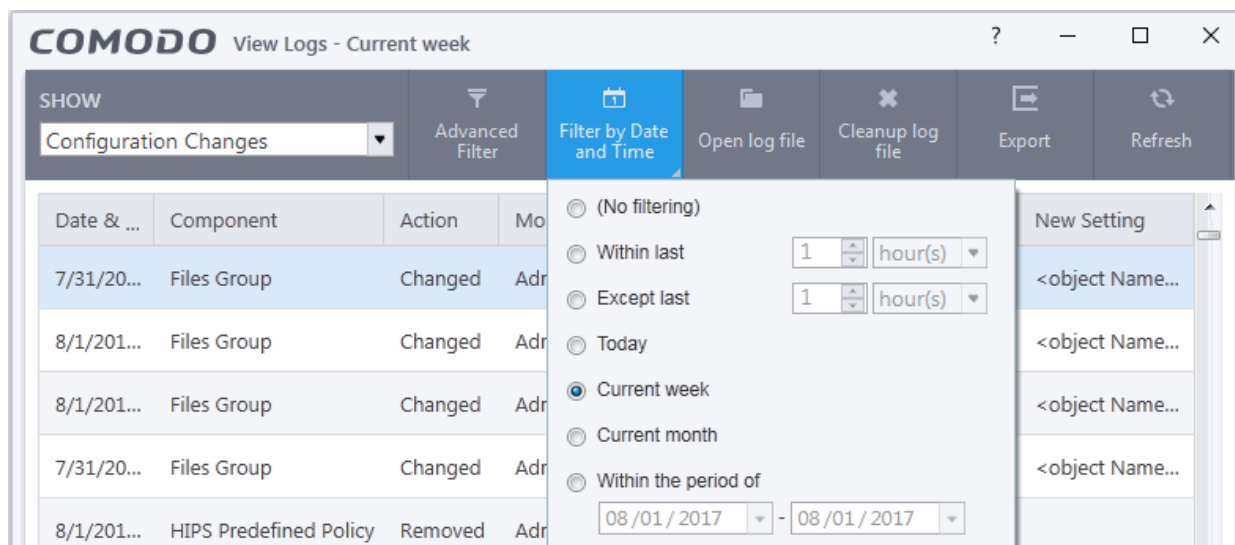 COMODO View Logs - Current week ?
SHOW
Configuration Changes
Advanced Filter
Filter by Date and Time
Open log file
Cleanup log file
Export
Refresh
Date & ... Component Action Mo New Setting
7/31/20... Files Group Changed Adr <object Name...
8/1/201... Files Group Changed Adr <object Name...
8/1/201... Files Group Changed Adr <object Name...
7/31/20... Files Group Changed Adr <object Name...
8/1/201... HIPS Predefined Policy Removed Adr
(No filtering)
Within last 1 hour(s)
Except last 1 hour(s)
Today
Current week
Current month
Within the period of
08/01/2017 - 08/01/2017